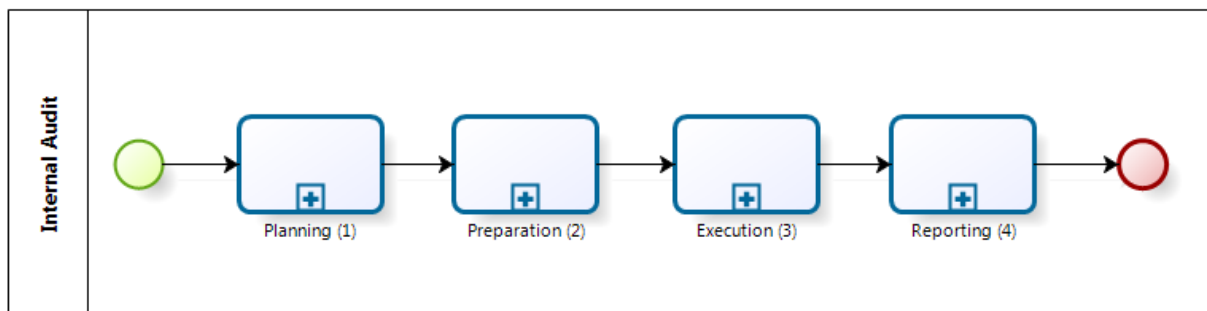 Internal Audit
Planning (1)
Preparation (2)
Execution (3)
Reporting (4)